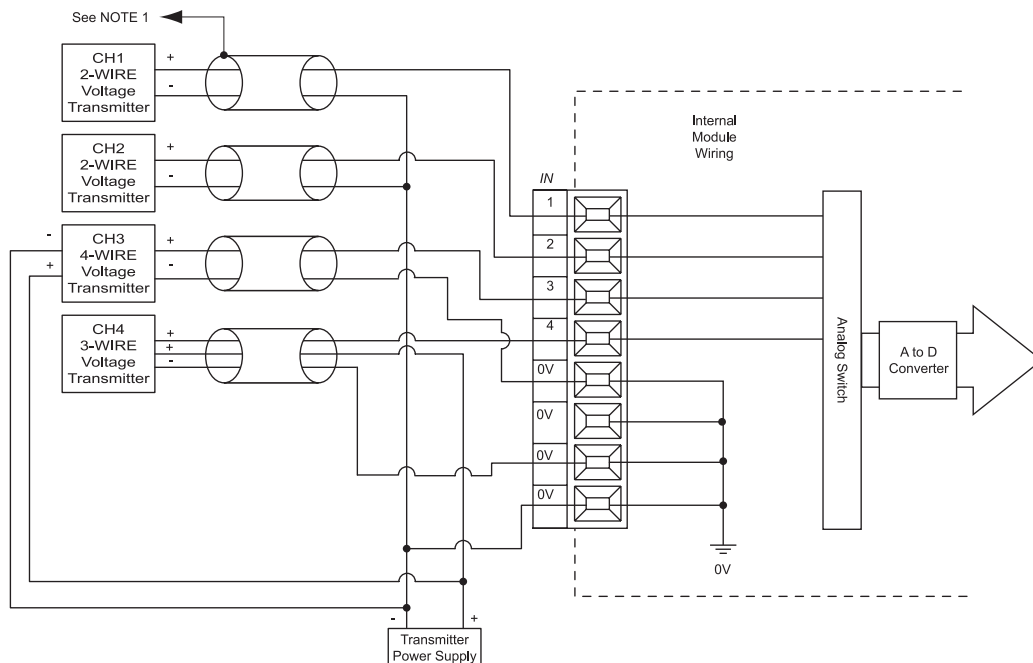 See NOTE 1
CH1
2-WIRE
Voltage
Transmitter
+
-
CH2
2-WIRE
Voltage
Transmitter
+
-
-
+
CH3
4-WIRE
Voltage
Transmitter
+
-
CH4
3-WIRE
Voltage
Transmitter
+
+
-
Internal
Module
Wiring
IN
1
2
3
4
0V
0V
0V
0V
0V
Analog Switch
A to D
Converter
-
+
Transmitter
Power Supply